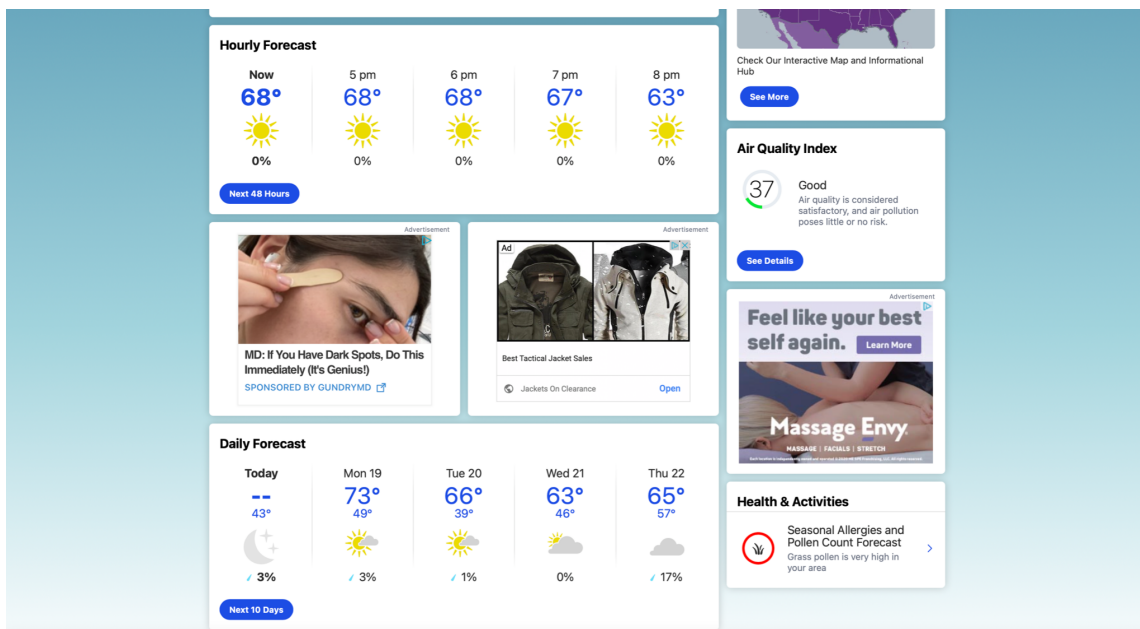 Hourly Forecast
Now 5 pm 6 pm 7 pm 8 pm
68° 68° 68° 67° 63°
0% 0% 0% 0% 0%
Next 48 Hours
Advertisement
MD: If You Have Dark Spots, Do This
Immediately (It's Genius!)
SPONSORED BY GUNDRYMD
Advertisement
Ad
Best Tactical Jacket Sales
Jackets On Clearance Open
Daily Forecast
Today Mon 19 Tue 20 Wed 21 Thu 22
-- 73° 66° 63° 65°
43° 49° 39° 46° 57°
3% 3% 1% 0% 17%
Next 10 Days
Check Our Interactive Map and Informational
Hub
See More
Air Quality Index
37
Good
Air quality is considered
satisfactory, and air pollution
poses little or no risk.
See Details
Advertisement
Feel like your best
self again. Learn More
Massage Envy
MASSAGE | FACIALS | STRETCH
Health & Activities
Seasonal Allergies and
Pollen Count Forecast
Grass pollen is very high in
your area